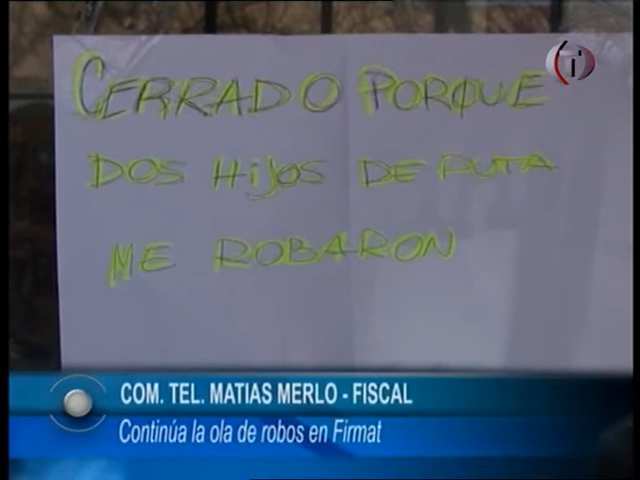 CERRADO PORQUE
DOS HIJOS DE PUTA
ME ROBARON
COM. TEL. MATIAS MERLO - FISCAL
Continúa la ola de robos en Firmat